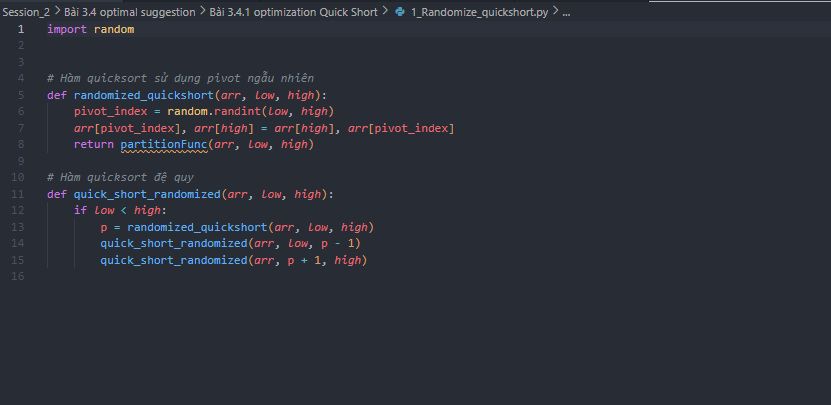 Session_2 > Bài 3.4 optimal suggestion > Bài 3.4.1 optimization Quick Short > 1_Randomize_quickshort.py > ...
1 import random
2
3
4 # Hàm quicksort sử dụng pivot ngẫu nhiên
5 def randomized_quickshort(arr, low, high):
6     pivot_index = random.randint(low, high)
7     arr[pivot_index], arr[high] = arr[high], arr[pivot_index]
8     return partitionFunc(arr, low, high)
9
10 # Hàm quicksort đệ quy
11 def quick_short_randomized(arr, low, high):
12     if low < high:
13         p = randomized_quickshort(arr, low, high)
14         quick_short_randomized(arr, low, p - 1)
15         quick_short_randomized(arr, p + 1, high)
16